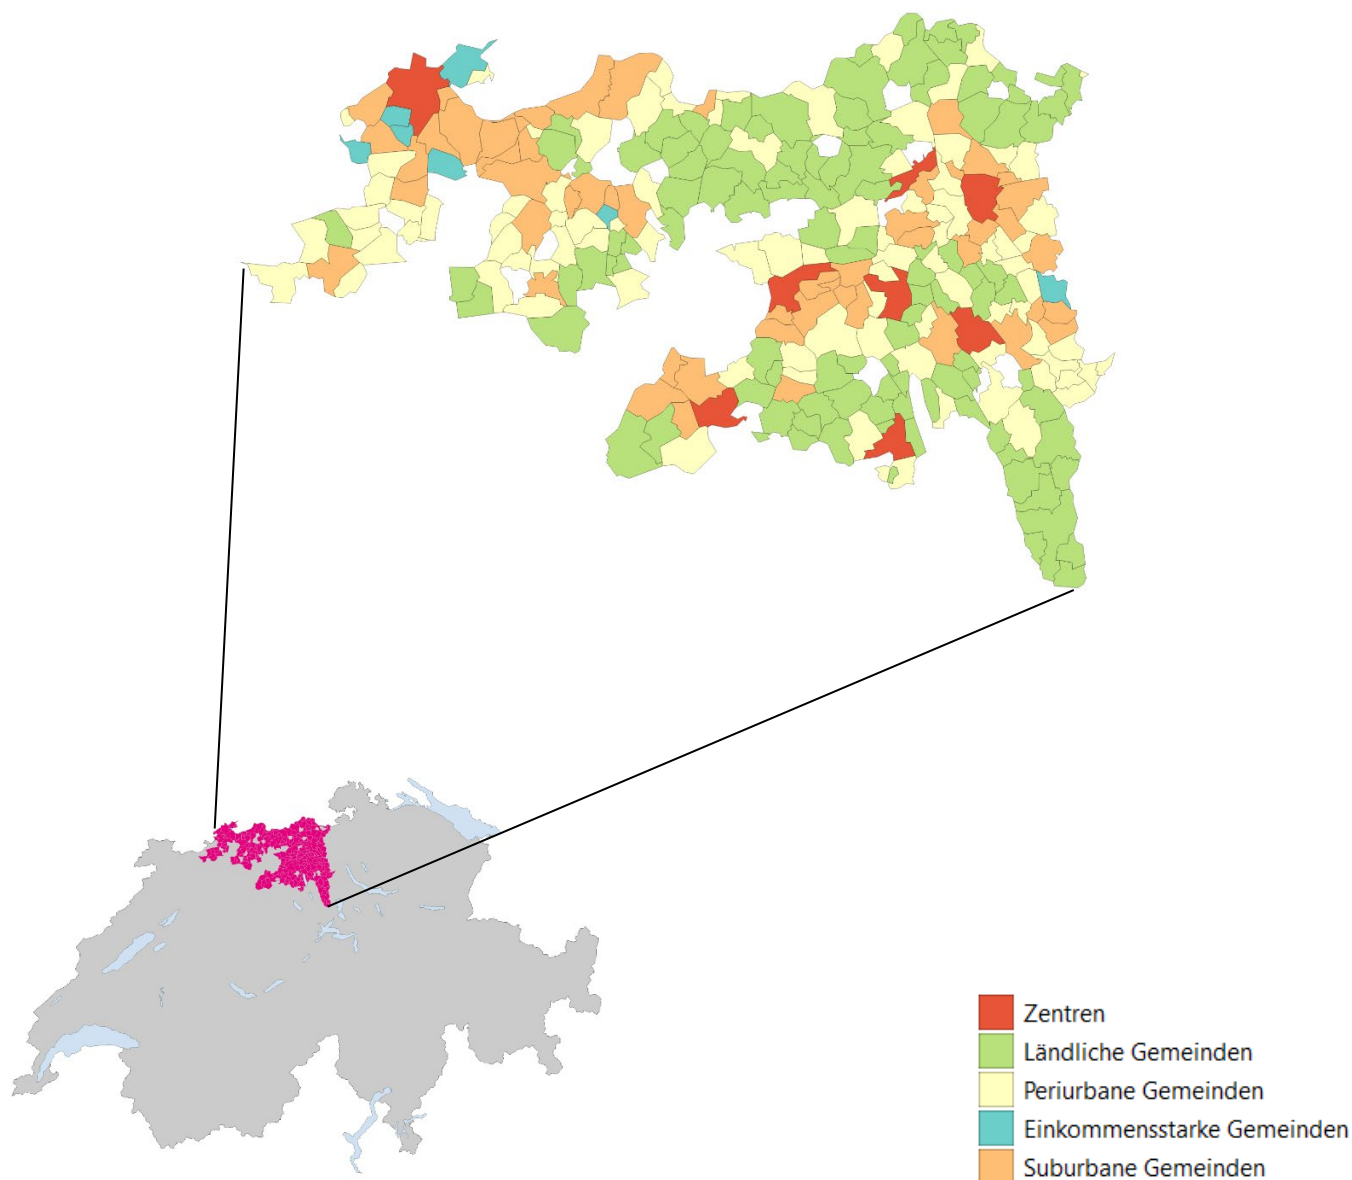 Zentren
Ländliche Gemeinden
Periurbane Gemeinden
Einkommensstarke Gemeinden
Suburbane Gemeinden